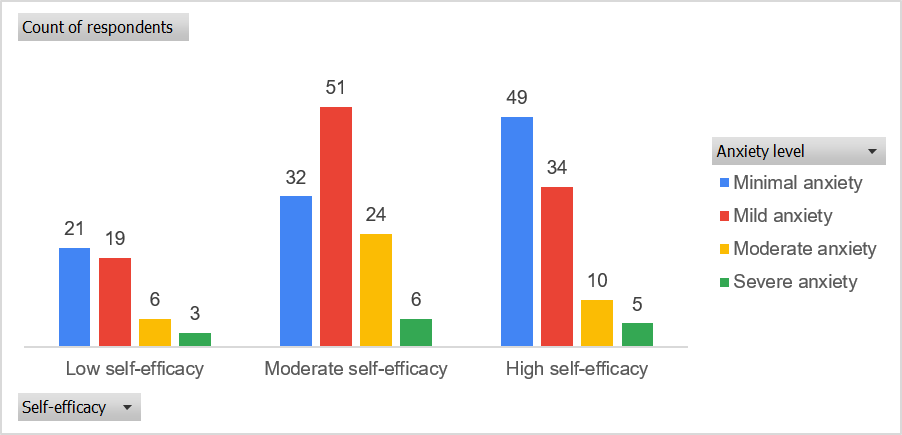 Count of respondents
51
49
32
34
21
19
24
6
3
6
10
5
Low self-efficacy
Moderate self-efficacy
High self-efficacy
Anxiety level
Minimal anxiety
Mild anxiety
Moderate anxiety
Severe anxiety
Self-efficacy